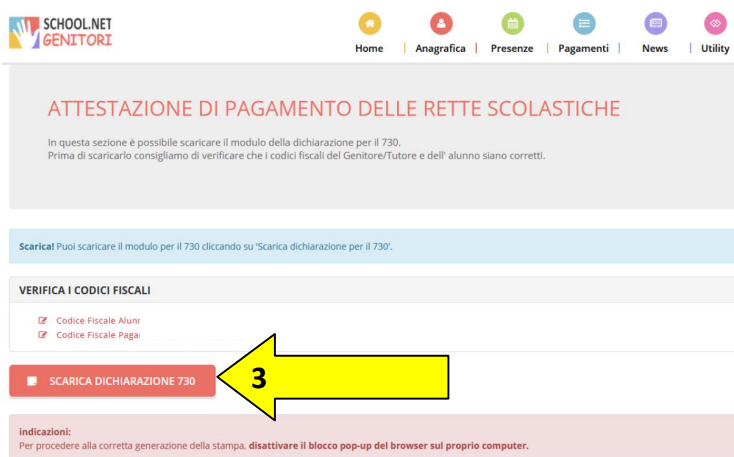 SCHOOL.NET
GENITORI
Home | Anagrafica | Presenze | Pagamenti | News | Utility
ATTESTAZIONE DI PAGAMENTO DELLE RETTE SCOLASTICHE
In questa sezione è possibile scaricare il modulo della dichiarazione per il 730.
Prima di scaricarlo consigliamo di verificare che i codici fiscali del Genitore/Tutore e dell' alunno siano corretti.
Scarica! Puoi scaricare il modulo per il 730 cliccando su 'Scarica dichiarazione per il 730'.
VERIFICA I CODICI FISCALI
Codice Fiscale
Codice Fiscale
SCARICA DICHIARAZIONE 730
3
indicazioni:
Per procedere alla corretta generazione della stampa, disattivare il blocco pop-up del browser sul proprio computer.